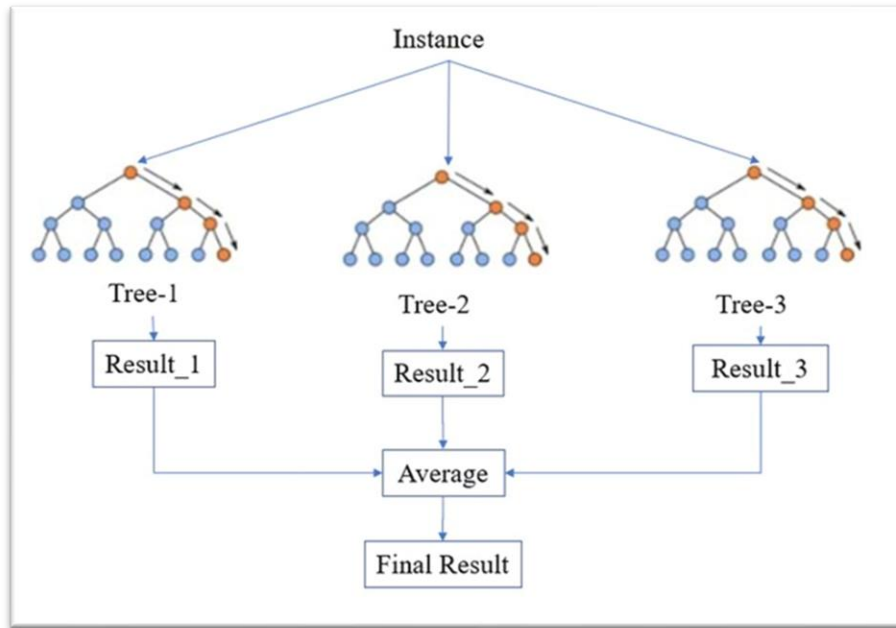 Instance
Tree-1
Tree-2
Tree-3
Result_1
Result_2
Result_3
Average
Final Result